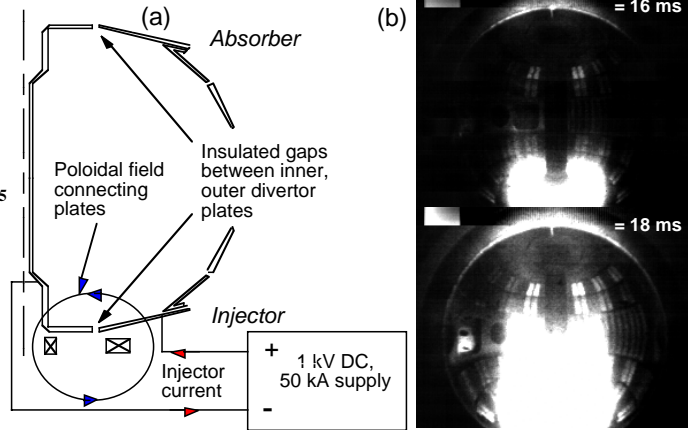 (a)
(b)
Absorber
Insulated gaps
between inner,
outer divertor
plates
Poloidal field
connecting
plates
5
Injector
+
1 kV DC,
50 kA supply
-
Injector
current
= 16 ms
= 18 ms